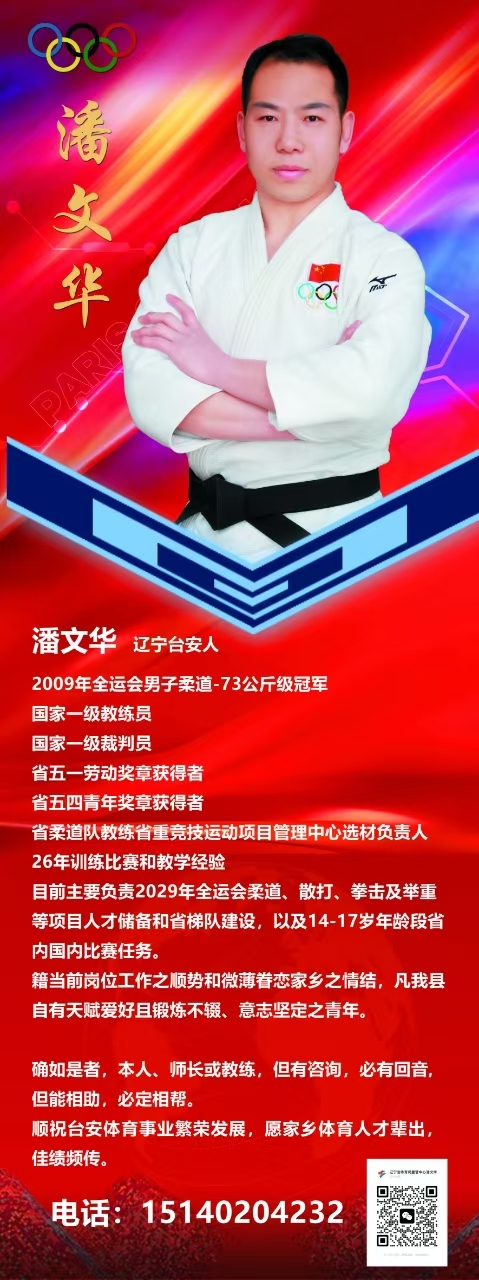 潘文华
PARIS
潘文华 辽宁台安人
2009年全运会男子柔道-73公斤级冠军
国家一级教练员
国家一级裁判员
省五一劳动奖章获得者
省五四青年奖章获得者
省柔道队教练省重竞技运动项目管理中心选材负责人
26年训练比赛和教学经验
目前主要负责2029年全运会柔道、散打、拳击及举重
等项目人才储备和省梯队建设，以及14-17岁年龄段省
内国内比赛任务。
籍当前岗位工作之顺势和微薄眷恋家乡之情结，凡我县
自有天赋爱好且锻炼不辍、意志坚定之青年。
确如是者，本人、师长或教练，但有咨询，必有回音,
但能相助，必定相帮。
顺祝台安体育事业繁荣发展，愿家乡体育人才辈出，
佳绩频传。
电话：15140204232